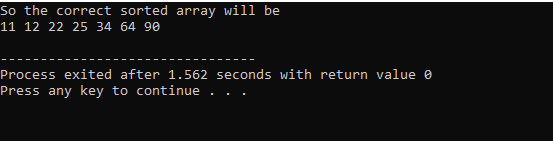 So the correct sorted array will be
11 12 22 25 34 64 90
--------------------------------
Process exited after 1.562 seconds with return value 0
Press any key to continue . . .